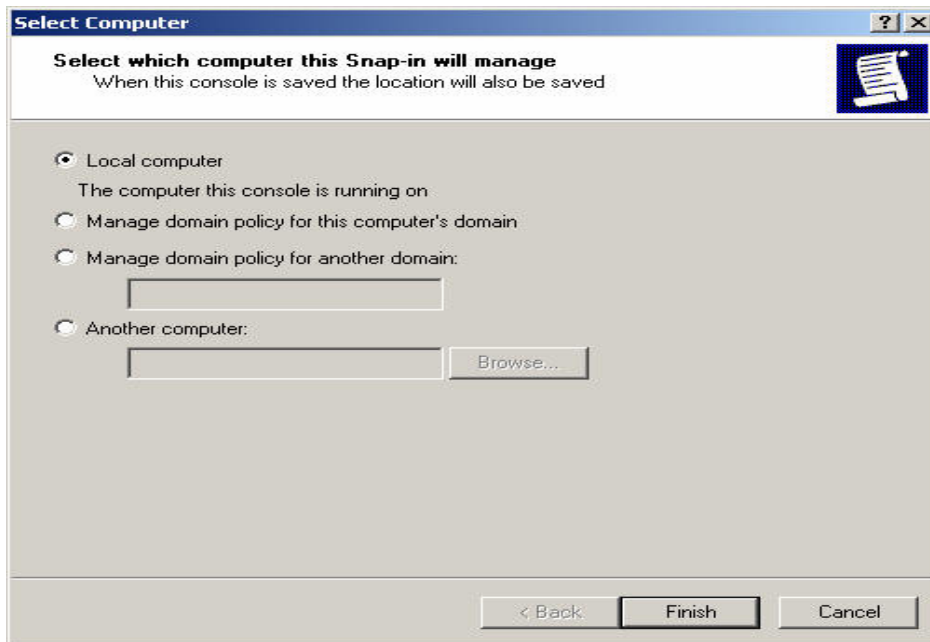 Select Computer
Select which computer this Snap-in will manage
When this console is saved the location will also be saved
Local computer
The computer this console is running on
Manage domain policy for this computer's domain
Manage domain policy for another domain:
Another computer:
Browse...
< Back
Finish
Cancel